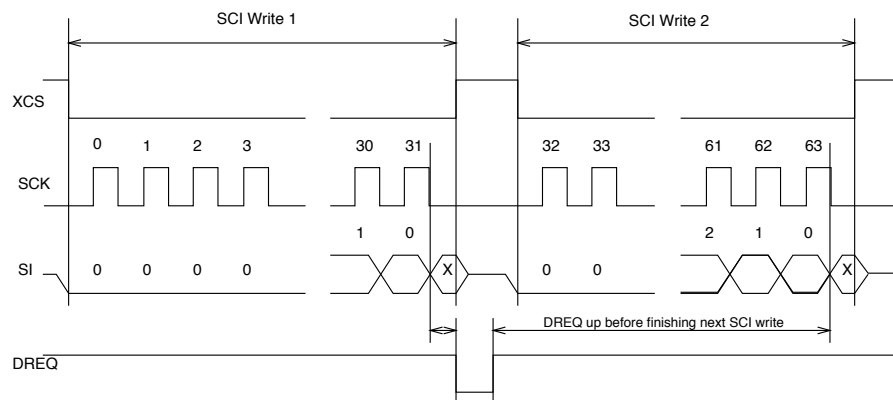 SCI Write 1 SCI Write 2
XCS
0 1 2 3 30 31 32 33 61 62 63
SCK
1 0 2 1 0
SI 0 0 0 0 X 0 0 X
DREQ up before finishing next SCI write
DREQ